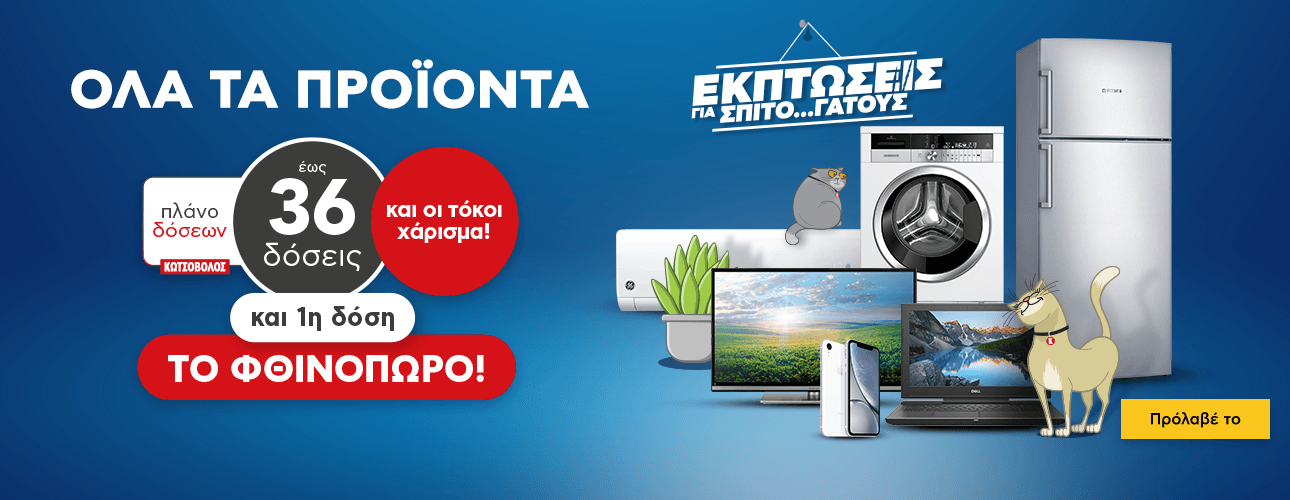 ΟΛΑ ΤΑ ΠΡΟΪΟΝΤΑ
πλάνο
δόσεων
ΚΩΤΣΟΒΟΛΟΣ
έως
36
δόσεις
και οι τόκοι
χάρισμα!
και 1η δόση
ΤΟ ΦΘΙΝΟΠΩΡΟ!
ΕΚΠΤΩΣΕΙΣ
ΓΙΑ ΣΠΙΤΟ...ΓΑΤΟΥΣ
DELL
Πρόλαβέ το